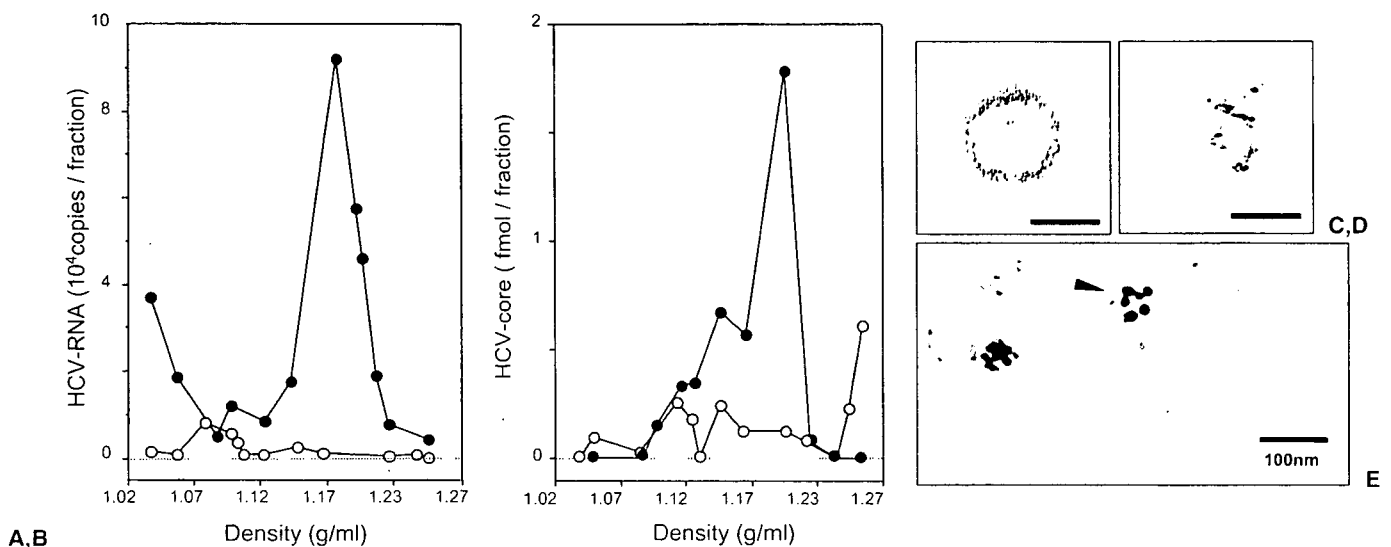 HCV-RNA (10⁴copies / fraction)
10
8
4
0
1.02 1.07 1.12 1.17 1.23 1.27
Density (g/ml)
A,B
HCV-core ( fmol / fraction)
2
1
0
1.02 1.07 1.12 1.17 1.23 1.27
Density (g/ml)
C,D
100nm
E